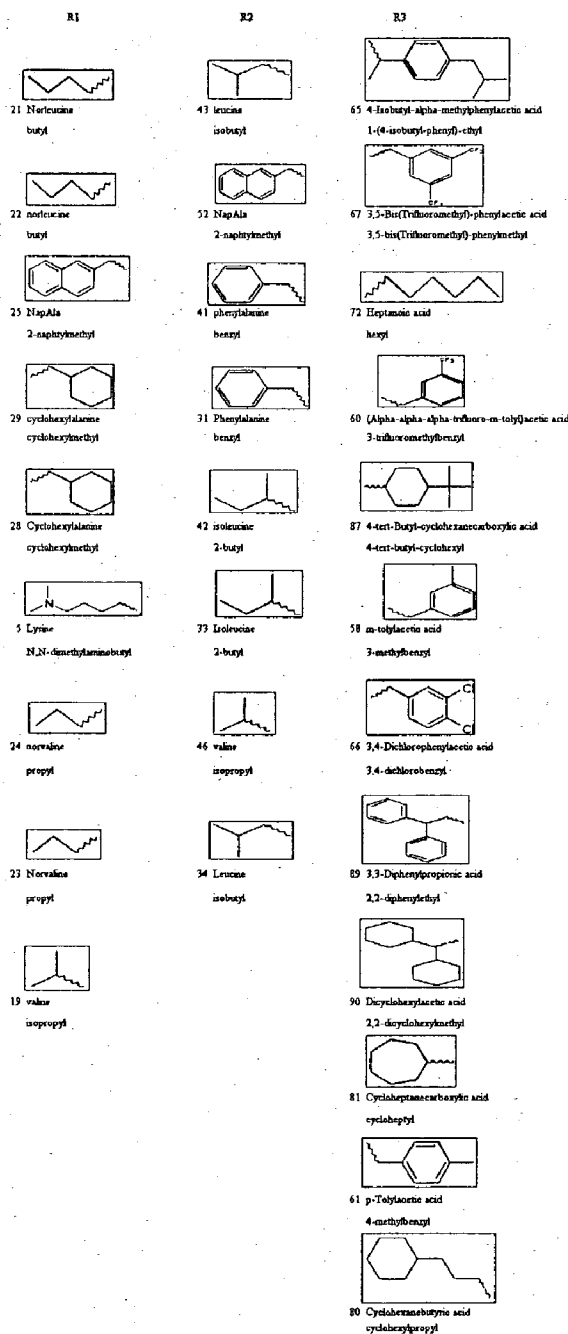 R1 R2 R3
21 Norleucine
butyl
43 leucine
isobutyl
65 4-Isobutyl-alpha-methylphenylacetic acid
1-(4-isobutyl-phenyl)-ethyl
22 norleucine
butyl
52 NapAla
2-naphtylmethyl
CF₃
CF₃
67 3,5-Bis(Trifluoromethyl)-phenylacetic acid
3,5-bis(Trifluoromethyl)-phenylmethyl
25 NapAla
2-naphtylmethyl
41 phenylalanine
benzyl
72 Heptanoic acid
hexyl
29 cyclohexylalanine
cyclohexylmethyl
31 Phenylalanine
benzyl
CF₃
60 (Alpha-alpha-alpha-trifluoro-m-tolyl)acetic acid
3-trifluoromethylbenzyl
28 Cyclohexylalanine
cyclohexylmethyl
42 isoleucine
2-butyl
87 4-tert-Butyl-cyclohexanecarboxylic acid
4-tert-butyl-cyclohexyl
N
5 Lysine
N,N-dimethylaminobutyl
33 Isoleucine
2-butyl
58 m-tolylacetic acid
3-methylbenzyl
24 norvaline
propyl
46 valine
isopropyl
Cl
Cl
66 3,4-Dichlorophenylacetic acid
3,4-dichlorobenzyl
23 Norvaline
propyl
34 Leucine
isobutyl
89 3,3-Diphenylpropionic acid
2,2-diphenylethyl
19 valine
isopropyl
90 Dicyclohexylacetic acid
2,2-dicyclohexylmethyl
81 Cycloheptanecarboxylic acid
cycloheptyl
61 p-Tolylacetic acid
4-methylbenzyl
80 Cyclohexanebutyric acid
cyclohexylpropyl